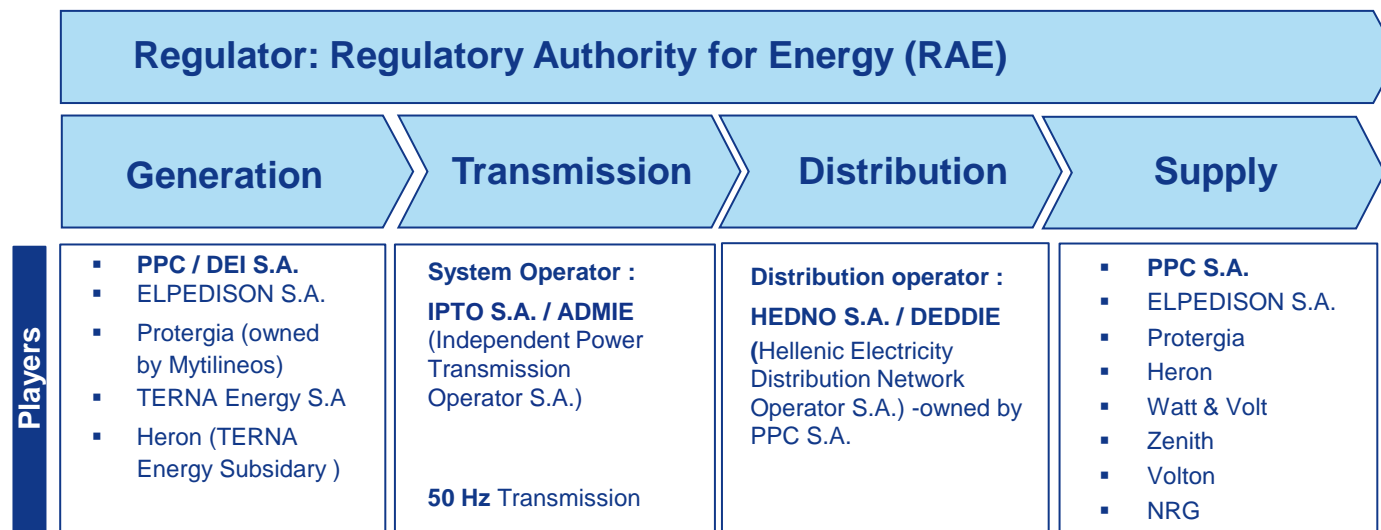 Regulator: Regulatory Authority for Energy (RAE)
Generation
Transmission
Distribution
Supply
Players
▪ PPC / DEI S.A.
▪ ELPEDISON S.A.
▪ Protergia (owned
by Mytilineos)
▪ TERNA Energy S.A
▪ Heron (TERNA
Energy Subsidary )
System Operator :
IPTO S.A. / ADMIE
(Independent Power
Transmission
Operator S.A.)
50 Hz Transmission
Distribution operator :
HEDNO S.A. / DEDDIE
(Hellenic Electricity
Distribution Network
Operator S.A.) -owned by
PPC S.A.
▪ PPC S.A.
▪ ELPEDISON S.A.
▪ Protergia
▪ Heron
▪ Watt & Volt
▪ Zenith
▪ Volton
▪ NRG